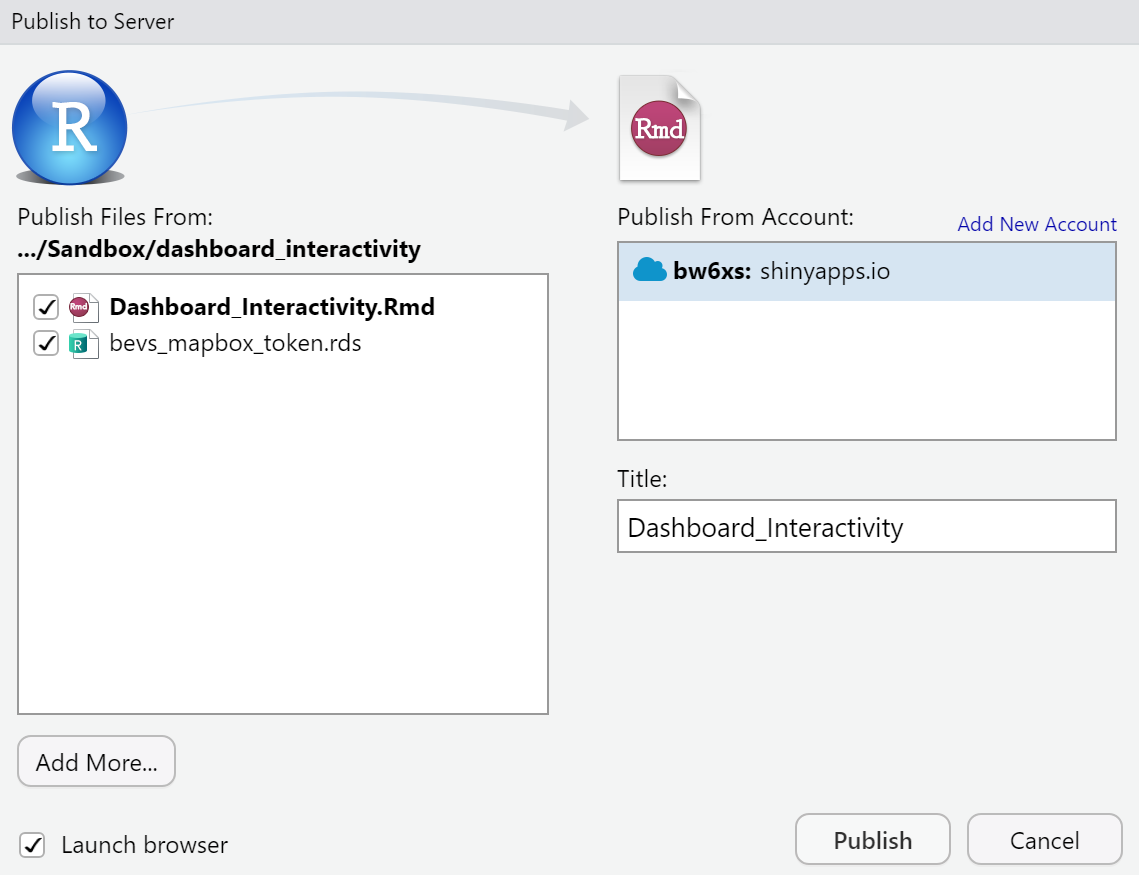 Publish to Server
R
Rmd
Publish Files From:
.../Sandbox/dashboard_interactivity
Rmd Dashboard_Interactivity.Rmd
R bevs_mapbox_token.rds
Add More...
Launch browser
Publish From Account:
Add New Account
bw6xs: shinyapps.io
Title:
Dashboard_Interactivity
Publish
Cancel